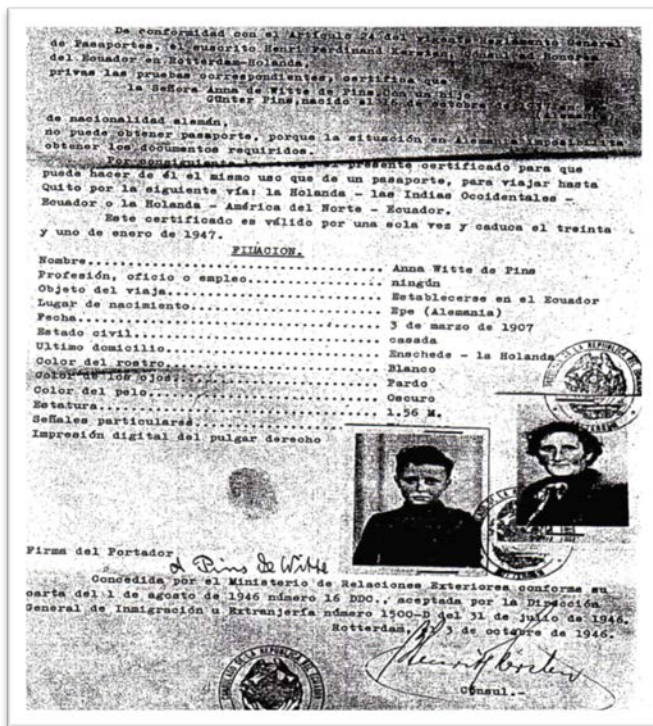 De conformidad con el Artículo 24 del Reglamento General
de Pasaportes, el suscrito Henri Ferdinand Kersten, Consul ad Honorem
del Ecuador en Rotterdam-Holanda,
privas las pruebas correspondientes, certifica que
la Señora Anna de Witte de Pins, Con un hijo
Günter Pins, nacido el 16 de octubre de
de nacionalidad alemán,
no puede obtener pasaporte, porque la situación en Alemania imposibilita
obtener los documentos requiridos.
Por consiguiente presente certificado para que
puede hacer de él el mismo uso que de un pasaporte, para viajar hasta
Quito por la siguiente vía: la Holanda - las Indias Occidentales -
Ecuador o la Holanda - América del Norte - Ecuador.
Este certificado es válido por una sola vez y caduca el treinta
y uno de enero de 1947.
FILIACION.
Nombre.......... Anna Witte de Pins
Profesión, oficio o empleo.......... ningún
Objeto del viaje.......... Establecerse en el Ecuador
Lugar de nacimiento.......... Epe (Alemania)
Fecha.......... 3 de marzo de 1907
Estado civil.......... casada
Ultimo domicilio.......... Enschede - la Holanda
Color del rostro.......... Blanco
Color de los ojos.......... Pardo
Color del pelo.......... Oscuro
Estatura.......... 1.56 M.
Señales particulares..........
Impresión digital del pulgar derecho
Firma del Portador
A Pins de Witte
Concedida por el Ministerio de Relaciones Exteriores conforme su
carta del 1 de agosto de 1946 número 16 DDC., aceptada por la Dirección
General de Inmigración u Extranjería número 1500-D del 31 de julio de 1946.
Rotterdam, el 3 de octubre de 1946.
Cónsul.-